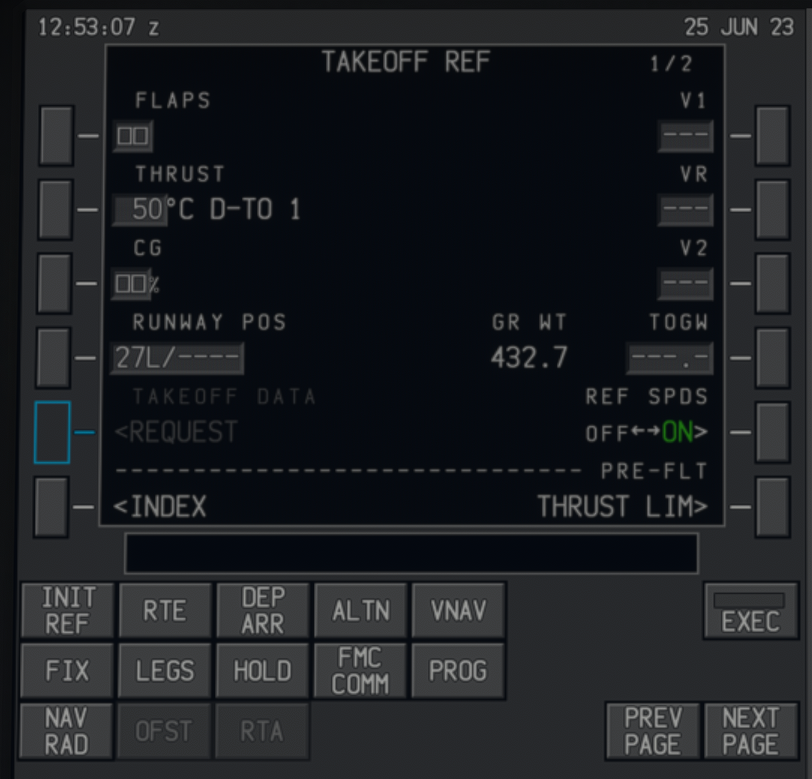 12:53:07 z 25 JUN 23
TAKEOFF REF 1/2
FLAPS V1
□□ ---
THRUST VR
50°C D-TO 1 ---
CG V2
□□% ---
RUNWAY POS GR WT TOGW
27L/---- 432.7 ---.-
TAKEOFF DATA REF SPDS
<REQUEST OFF←→ON>
-------------------------------- PRE-FLT
<INDEX THRUST LIM>
INIT REF
RTE
DEP ARR
ALTN
VNAV
EXEC
FIX
LEGS
HOLD
FMC COMM
PROG
NAV RAD
OFST
RTA
PREV PAGE
NEXT PAGE